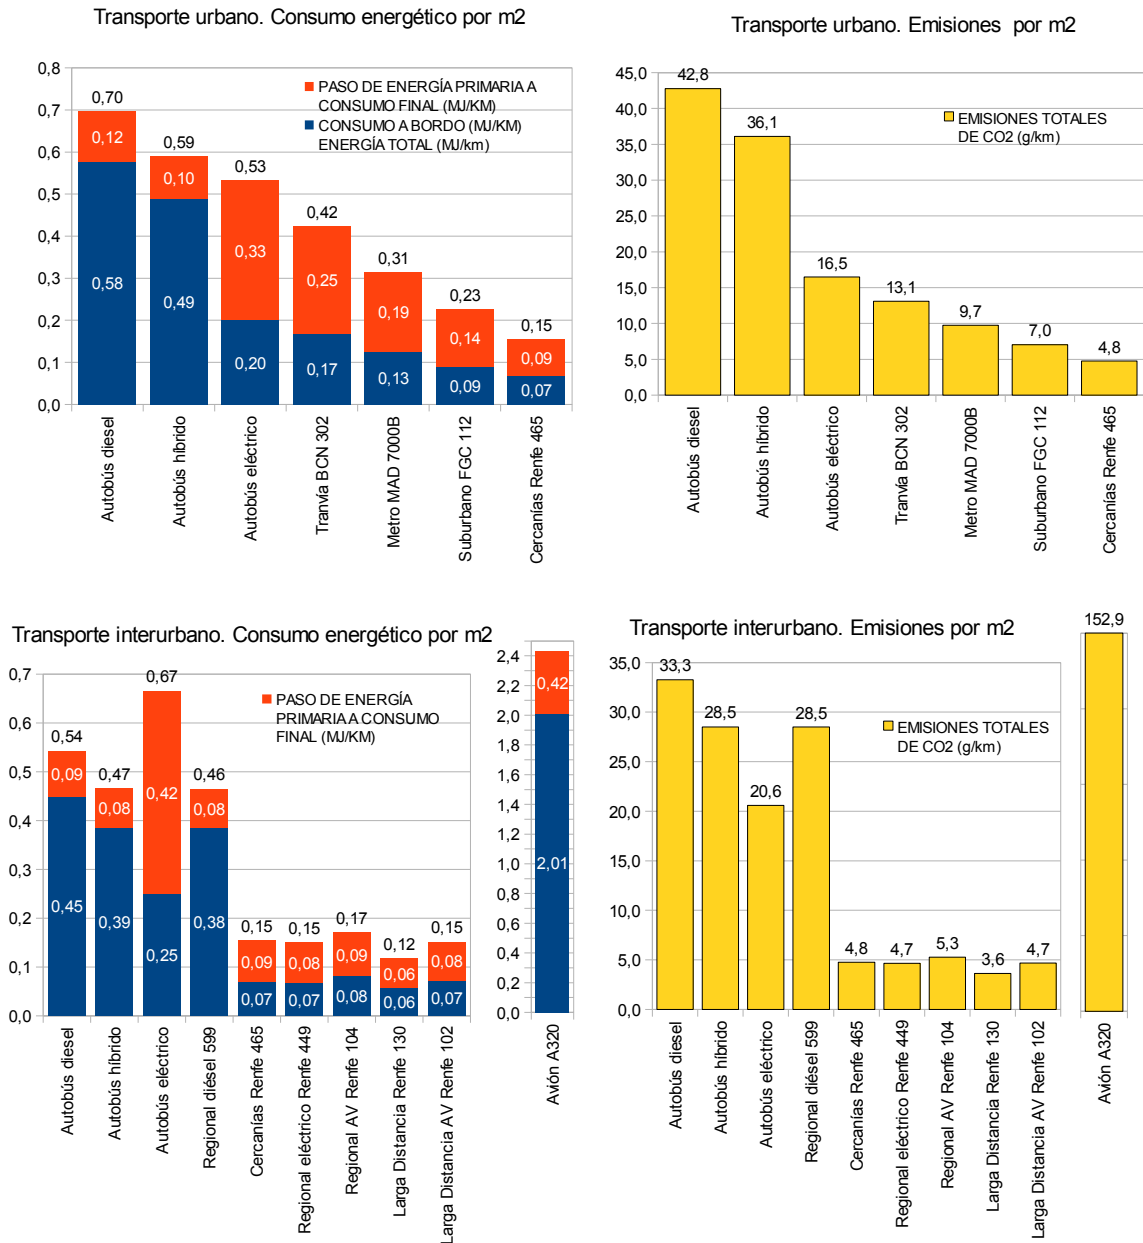 Transporte urbano. Consumo energético por m2
0,8
0,7
0,6
0,5
0,4
0,3
0,2
0,1
0,0
PASO DE ENERGÍA PRIMARIA A
CONSUMO FINAL (MJ/KM)
CONSUMO A BORDO (MJ/KM)
ENERGÍA TOTAL (MJ/km)
0,70
0,12
0,58
0,59
0,10
0,49
0,53
0,33
0,20
0,42
0,25
0,17
0,31
0,19
0,13
0,23
0,14
0,09
0,15
0,09
0,07
Autobús diesel
Autobús híbrido
Autobús eléctrico
Tranvía BCN 302
Metro MAD 7000B
Suburbano FGC 112
Cercanías Renfe 465
Transporte urbano. Emisiones por m2
45,0
40,0
35,0
30,0
25,0
20,0
15,0
10,0
5,0
0,0
EMISIONES TOTALES
DE CO2 (g/km)
42,8
36,1
16,5
13,1
9,7
7,0
4,8
Autobús diesel
Autobús híbrido
Autobús eléctrico
Tranvía BCN 302
Metro MAD 7000B
Suburbano FGC 112
Cercanías Renfe 465
Transporte interurbano. Consumo energético por m2
0,7
0,6
0,5
0,4
0,3
0,2
0,1
0,0
PASO DE ENERGÍA
PRIMARIA A CONSUMO
FINAL (MJ/KM)
0,54
0,09
0,45
0,47
0,08
0,39
0,67
0,42
0,25
0,46
0,08
0,38
0,15
0,09
0,07
0,15
0,08
0,07
0,17
0,09
0,08
0,12
0,06
0,06
0,15
0,08
0,07
Autobús diesel
Autobús híbrido
Autobús eléctrico
Regional diésel 599
Cercanías Renfe 465
Regional eléctrico Renfe 449
Regional AV Renfe 104
Larga Distancia Renfe 130
Larga Distancia AV Renfe 102
2,4
2,2
2,0
1,8
1,6
1,4
1,2
1,0
0,8
0,6
0,4
0,2
0,0
0,42
2,01
Avión A320
Transporte interurbano. Emisiones por m2
35,0
30,0
25,0
20,0
15,0
10,0
5,0
0,0
EMISIONES TOTALES
DE CO2 (g/km)
33,3
28,5
20,6
28,5
4,8
4,7
5,3
3,6
4,7
Autobús diesel
Autobús híbrido
Autobús eléctrico
Regional diésel 599
Cercanías Renfe 465
Regional eléctrico Renfe 449
Regional AV Renfe 104
Larga Distancia Renfe 130
Larga Distancia AV Renfe 102
152,9
Avión A320